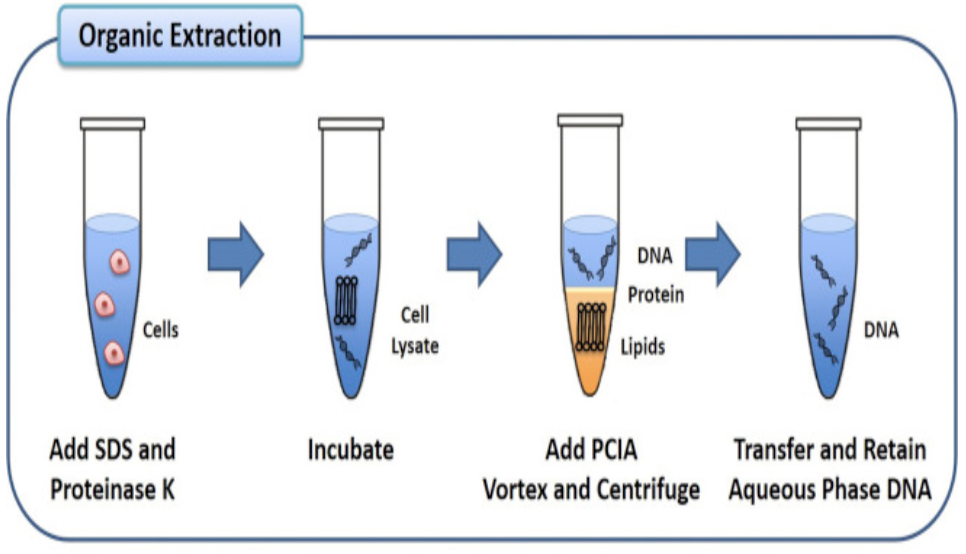 Organic Extraction
Cells
Cell
Lysate
DNA
Protein
Lipids
DNA
Add SDS and
Proteinase K
Incubate
Add PCIA
Vortex and Centrifuge
Transfer and Retain
Aqueous Phase DNA